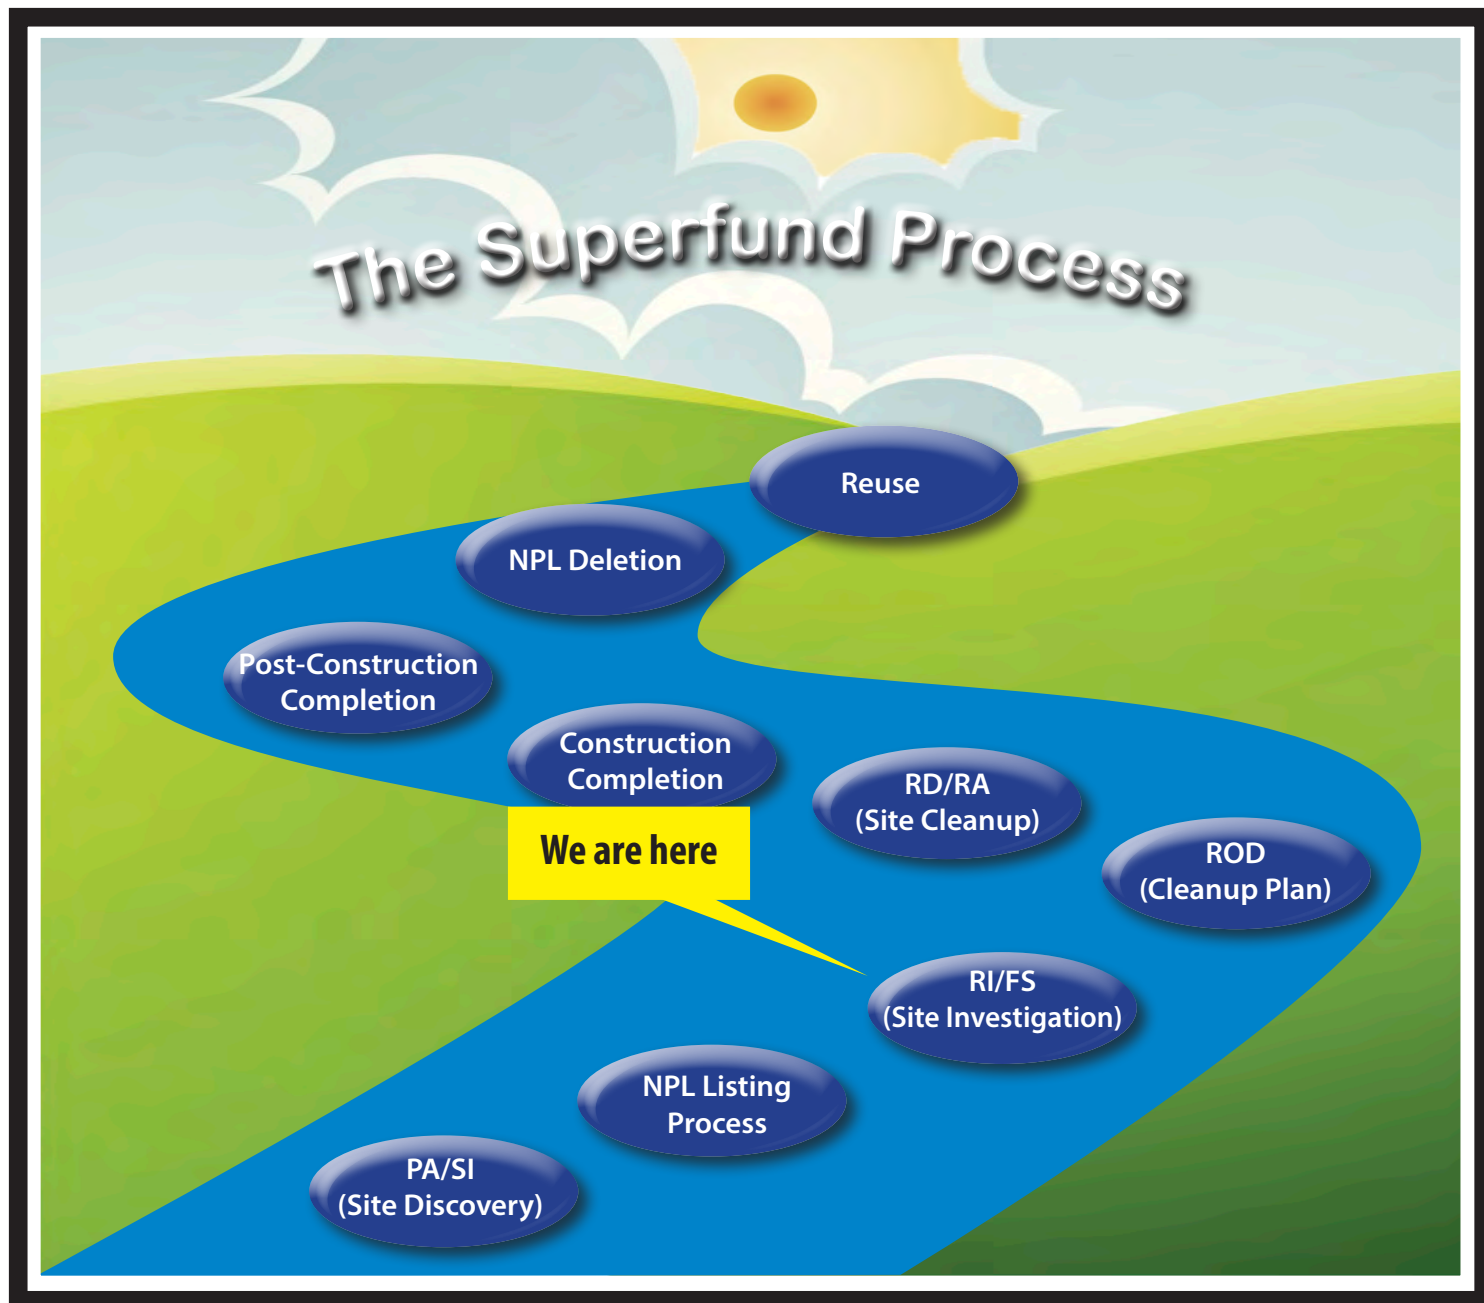 The Superfund Process
Reuse
NPL Deletion
Post-Construction
Completion
Construction
Completion
RD/RA
(Site Cleanup)
ROD
(Cleanup Plan)
We are here
RI/FS
(Site Investigation)
NPL Listing
Process
PA/SI
(Site Discovery)